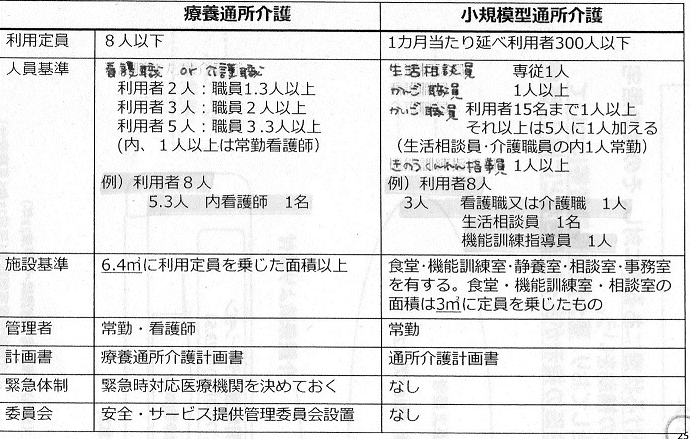 療養通所介護 小規模型通所介護
利用定員 8人以下 1カ月当たり延べ利用者300人以下
人員基準
看護職 or 介護職
利用者2人：職員1.3人以上
利用者3人：職員2人以上
利用者5人：職員3.3人以上
(内、1人以上は常勤看護師)
例）利用者8人
5.3人 内看護師 1名
生活相談員 専従1人
かんご職員 1人以上
かいご職員 利用者15名まで1人以上
それ以上は5人に1人加える
（生活相談員･介護職員の内1人常勤）
きのうくんれん指導員 1人以上
例）利用者8人
3人 看護職又は介護職 1人
生活相談員 1名
機能訓練指導員 1人
施設基準
6.4㎡に利用定員を乗じた面積以上
食堂･機能訓練室･静養室･相談室･事務室
を有する。食堂・機能訓練室・相談室の
面積は3㎡に定員を乗じたもの
管理者 常勤・看護師 常勤
計画書 療養通所介護計画書 通所介護計画書
緊急体制 緊急時対応医療機関を決めておく なし
委員会 安全・サービス提供管理委員会設置 なし
25